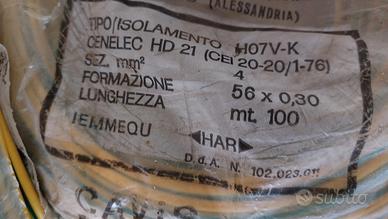 (ALESSANDRIA)
TIPO/ISOLAMENTO H07V-K
CENELEC HD 21 (CEI 20-20/1-76)
SEZ. mm² 4
FORMAZIONE 56 x 0,30
LUNGHEZZA mt. 100
IEMMEQU ◁HAR▷
D.d.A. N. 102.023.011
CAVIS
subito